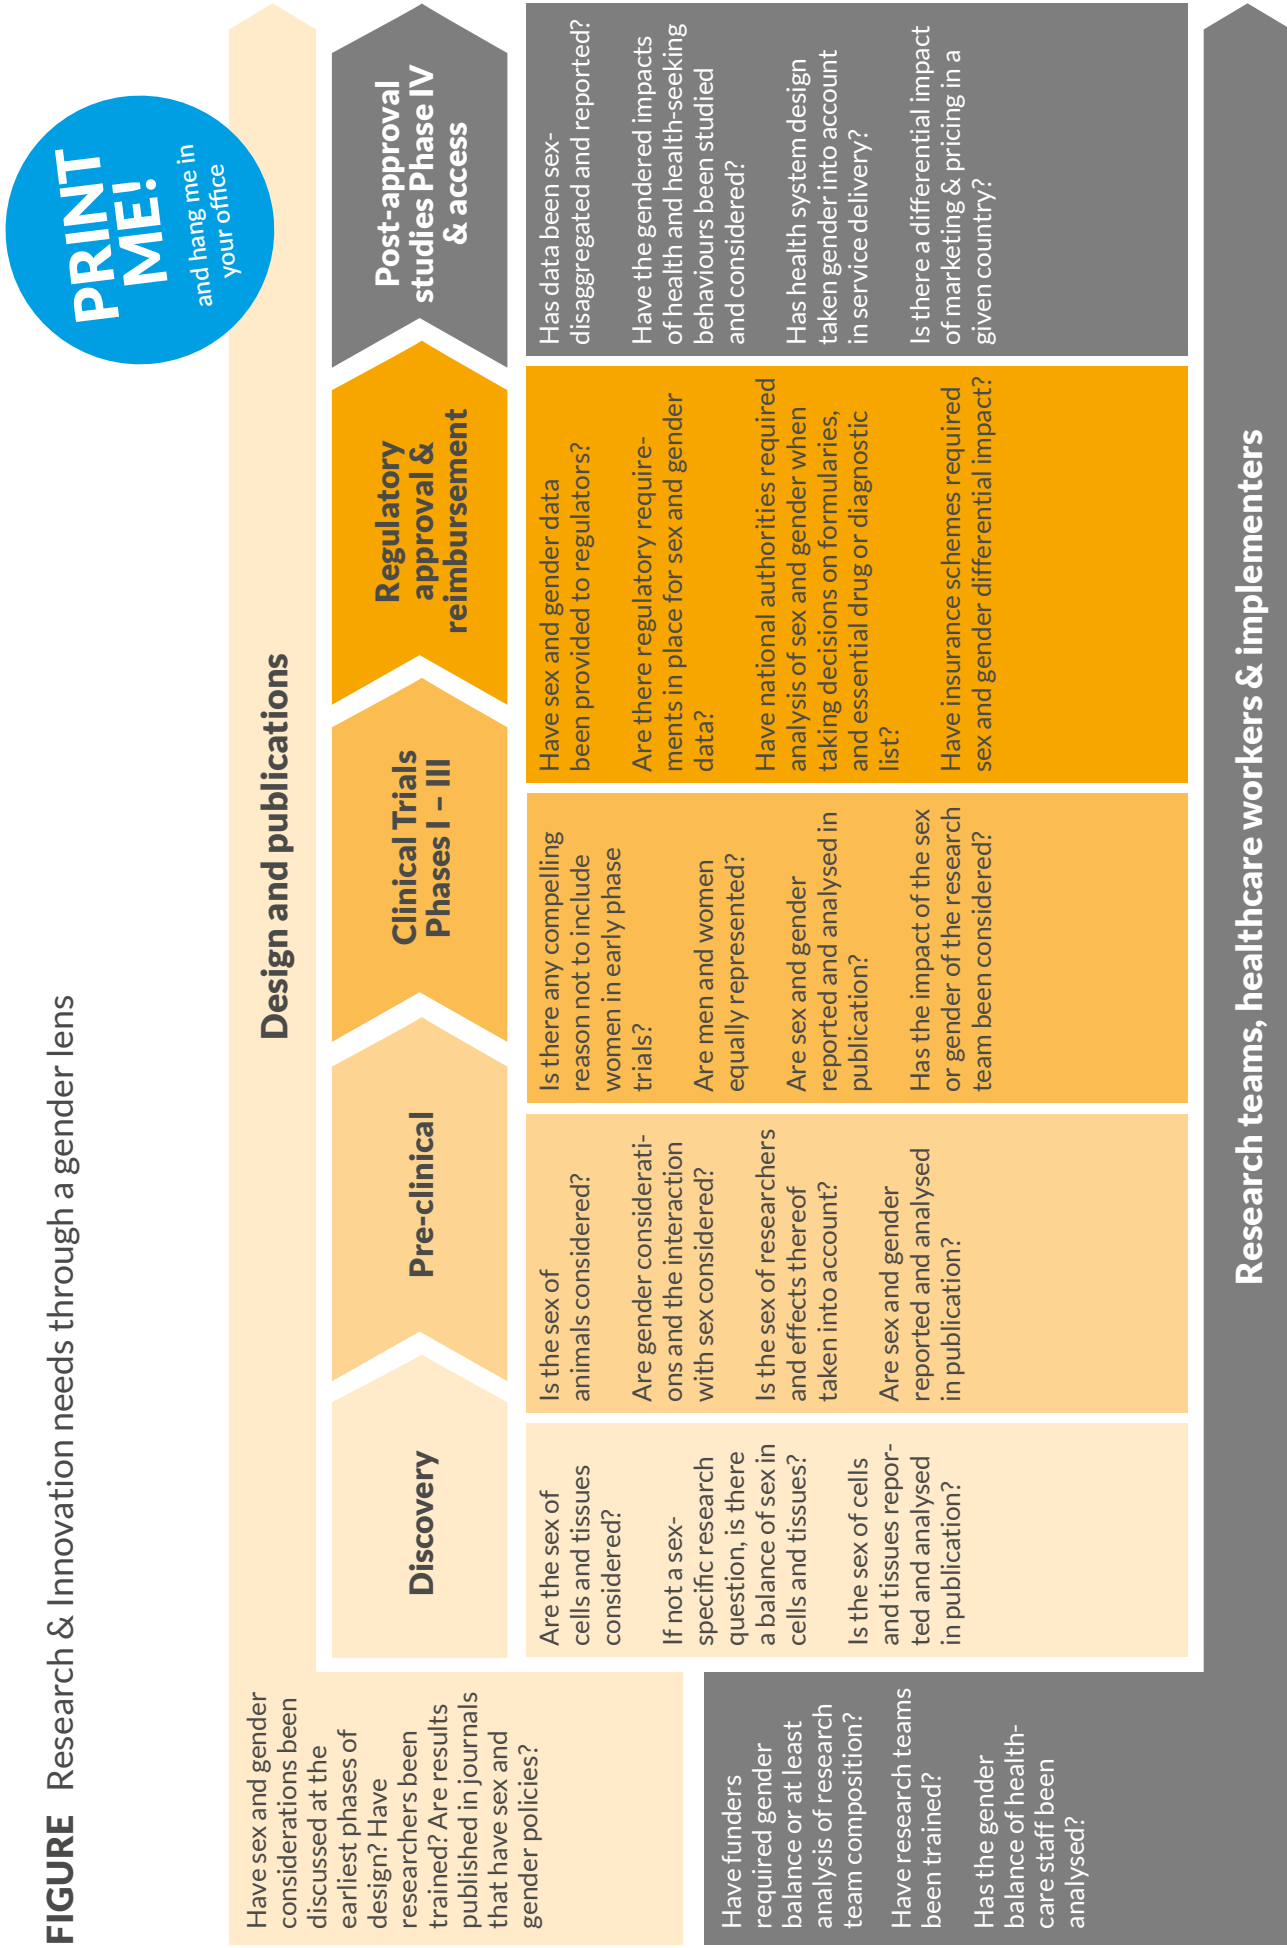 FIGURE Research & Innovation needs through a gender lens
PRINT
ME!
and hang me in
your office
Have sex and gender
considerations been
discussed at the
earliest phases of
design? Have
researchers been
trained? Are results
published in journals
that have sex and
gender policies?
Design and publications
Discovery
Are the sex of
cells and tissues
considered?
If not a sex-
specific research
question, is there
a balance of sex in
cells and tissues?
Is the sex of cells
and tissues repor-
ted and analysed
in publication?
Pre-clinical
Is the sex of
animals considered?
Are gender considerati-
ons and the interaction
with sex considered?
Is the sex of researchers
and effects thereof
taken into account?
Are sex and gender
reported and analysed
in publication?
Clinical Trials
Phases I – III
Is there any compelling
reason not to include
women in early phase
trials?
Are men and women
equally represented?
Are sex and gender
reported and analysed in
publication?
Has the impact of the sex
or gender of the research
team been considered?
Regulatory
approval &
reimbursement
Have sex and gender data
been provided to regulators?
Are there regulatory require-
ments in place for sex and gender
data?
Have national authorities required
analysis of sex and gender when
taking decisions on formularies,
and essential drug or diagnostic
list?
Have insurance schemes required
sex and gender differential impact?
Post-approval
studies Phase IV
& access
Has data been sex-
disaggregated and reported?
Have the gendered impacts
of health and health-seeking
behaviours been studied
and considered?
Has health system design
taken gender into account
in service delivery?
Is there a differential impact
of marketing & pricing in a
given country?
Have funders
required gender
balance or at least
analysis of research
team composition?
Have research teams
been trained?
Has the gender
balance of health-
care staff been
analysed?
Research teams, healthcare workers & implementers